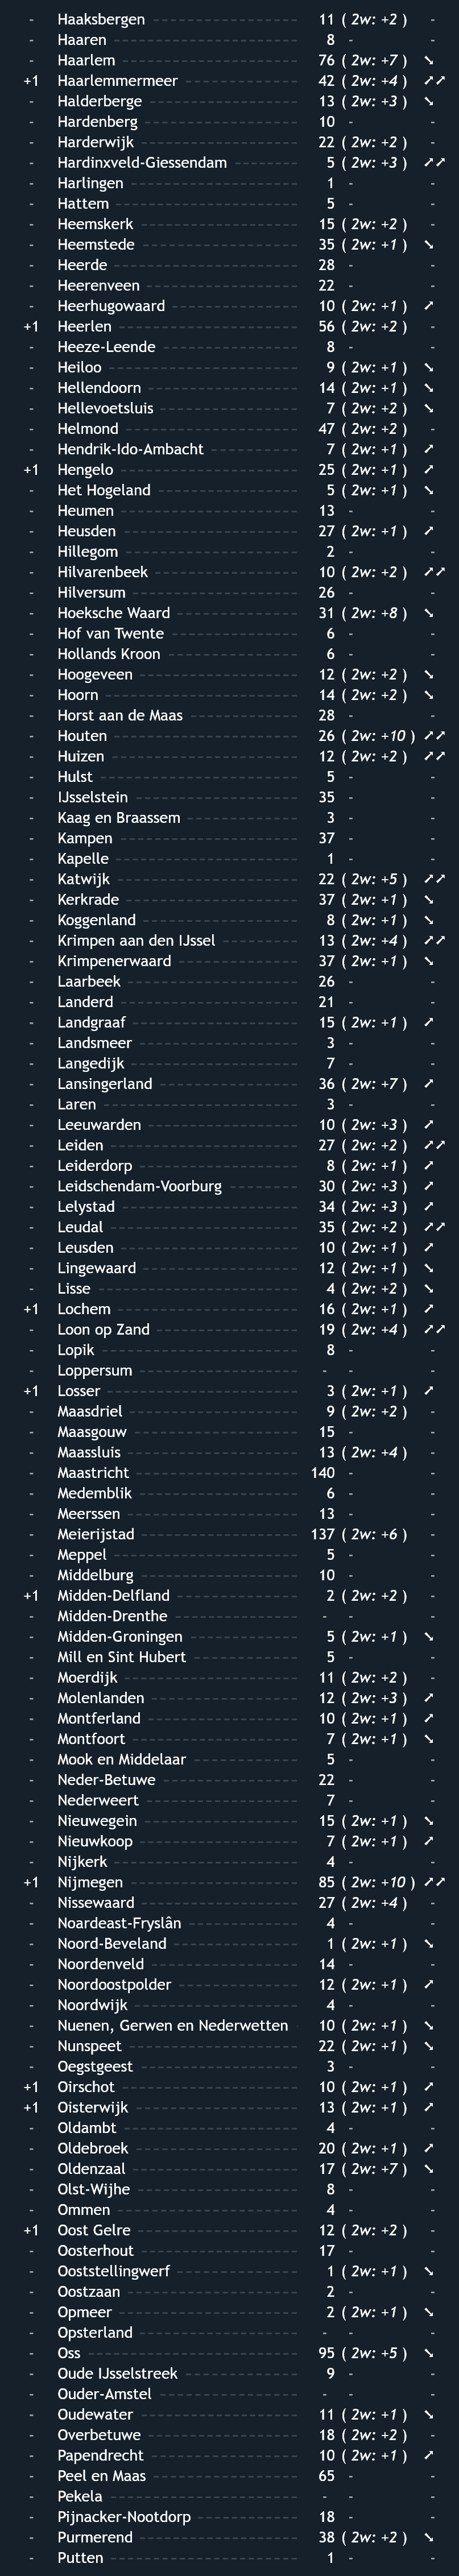 - Haaksbergen 11 ( 2w: +2 ) -
- Haaren 8 - -
- Haarlem 76 ( 2w: +7 ) ➘
+1 Haarlemmermeer 42 ( 2w: +4 ) ➚➚
- Halderberge 13 ( 2w: +3 ) ➘
- Hardenberg 10 - -
- Harderwijk 22 ( 2w: +2 ) -
- Hardinxveld-Giessendam 5 ( 2w: +3 ) ➚➚
- Harlingen 1 - -
- Hattem 5 - -
- Heemskerk 15 ( 2w: +2 ) -
- Heemstede 35 ( 2w: +1 ) ➘
- Heerde 28 - -
- Heerenveen 22 - -
- Heerhugowaard 10 ( 2w: +1 ) ➚
+1 Heerlen 56 ( 2w: +2 ) -
- Heeze-Leende 8 - -
- Heiloo 9 ( 2w: +1 ) ➘
- Hellendoorn 14 ( 2w: +1 ) ➘
- Hellevoetsluis 7 ( 2w: +2 ) ➘
- Helmond 47 ( 2w: +2 ) -
- Hendrik-Ido-Ambacht 7 ( 2w: +1 ) ➚
+1 Hengelo 25 ( 2w: +1 ) ➚
- Het Hogeland 5 ( 2w: +1 ) ➘
- Heumen 13 - -
- Heusden 27 ( 2w: +1 ) ➚
- Hillegom 2 - -
- Hilvarenbeek 10 ( 2w: +2 ) ➚➚
- Hilversum 26 - -
- Hoeksche Waard 31 ( 2w: +8 ) ➘
- Hof van Twente 6 - -
- Hollands Kroon 6 - -
- Hoogeveen 12 ( 2w: +2 ) ➘
- Hoorn 14 ( 2w: +2 ) ➘
- Horst aan de Maas 28 - -
- Houten 26 ( 2w: +10 ) ➚➚
- Huizen 12 ( 2w: +2 ) ➚➚
- Hulst 5 - -
- IJsselstein 35 - -
- Kaag en Braassem 3 - -
- Kampen 37 - -
- Kapelle 1 - -
- Katwijk 22 ( 2w: +5 ) ➚➚
- Kerkrade 37 ( 2w: +1 ) ➘
- Koggenland 8 ( 2w: +1 ) ➘
- Krimpen aan den IJssel 13 ( 2w: +4 ) ➚➚
- Krimpenerwaard 37 ( 2w: +1 ) ➘
- Laarbeek 26 - -
- Landerd 21 - -
- Landgraaf 15 ( 2w: +1 ) ➚
- Landsmeer 3 - -
- Langedijk 7 - -
- Lansingerland 36 ( 2w: +7 ) ➚
- Laren 3 - -
- Leeuwarden 10 ( 2w: +3 ) ➚
- Leiden 27 ( 2w: +2 ) ➚➚
- Leiderdorp 8 ( 2w: +1 ) ➚
- Leidschendam-Voorburg 30 ( 2w: +3 ) ➚
- Lelystad 34 ( 2w: +3 ) ➚
- Leudal 35 ( 2w: +2 ) ➚➚
- Leusden 10 ( 2w: +1 ) ➚
- Lingewaard 12 ( 2w: +1 ) ➘
- Lisse 4 ( 2w: +2 ) ➘
+1 Lochem 16 ( 2w: +1 ) ➚
- Loon op Zand 19 ( 2w: +4 ) ➚➚
- Lopik 8 - -
- Loppersum - - -
+1 Losser 3 ( 2w: +1 ) ➚
- Maasdriel 9 ( 2w: +2 ) -
- Maasgouw 15 - -
- Maassluis 13 ( 2w: +4 ) -
- Maastricht 140 - -
- Medemblik 6 - -
- Meerssen 13 - -
- Meierijstad 137 ( 2w: +6 ) -
- Meppel 5 - -
- Middelburg 10 - -
+1 Midden-Delfland 2 ( 2w: +2 ) -
- Midden-Drenthe - - -
- Midden-Groningen 5 ( 2w: +1 ) ➘
- Mill en Sint Hubert 5 - -
- Moerdijk 11 ( 2w: +2 ) -
- Molenlanden 12 ( 2w: +3 ) ➚
- Montferland 10 ( 2w: +1 ) ➚
- Montfoort 7 ( 2w: +1 ) ➘
- Mook en Middelaar 5 - -
- Neder-Betuwe 22 - -
- Nederweert 7 - -
- Nieuwegein 15 ( 2w: +1 ) ➘
- Nieuwkoop 7 ( 2w: +1 ) ➚
- Nijkerk 4 - -
+1 Nijmegen 85 ( 2w: +10 ) ➚➚
- Nissewaard 27 ( 2w: +4 ) -
- Noardeast-Fryslân 4 - -
- Noord-Beveland 1 ( 2w: +1 ) ➘
- Noordenveld 14 - -
- Noordoostpolder 12 ( 2w: +1 ) ➚
- Noordwijk 4 - -
- Nuenen, Gerwen en Nederwetten 10 ( 2w: +1 ) ➘
- Nunspeet 22 ( 2w: +1 ) ➘
- Oegstgeest 3 - -
+1 Oirschot 10 ( 2w: +1 ) ➚
+1 Oisterwijk 13 ( 2w: +1 ) ➚
- Oldambt 4 - -
- Oldebroek 20 ( 2w: +1 ) ➚
- Oldenzaal 17 ( 2w: +7 ) ➘
- Olst-Wijhe 8 - -
- Ommen 4 - -
+1 Oost Gelre 12 ( 2w: +2 ) -
- Oosterhout 17 - -
- Ooststellingwerf 1 ( 2w: +1 ) ➘
- Oostzaan 2 - -
- Opmeer 2 ( 2w: +1 ) ➘
- Opsterland - - -
- Oss 95 ( 2w: +5 ) ➘
- Oude IJsselstreek 9 - -
- Ouder-Amstel - - -
- Oudewater 11 ( 2w: +1 ) ➘
- Overbetuwe 18 ( 2w: +2 ) -
- Papendrecht 10 ( 2w: +1 ) ➚
- Peel en Maas 65 - -
- Pekela - - -
- Pijnacker-Nootdorp 18 - -
- Purmerend 38 ( 2w: +2 ) ➘
- Putten 1 - -